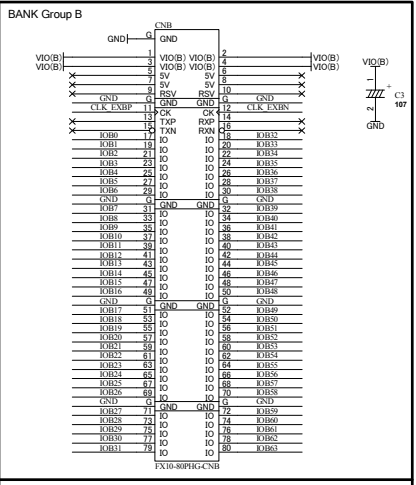 BANK Group B
CNB
GND G GND
VIO(B) 1 VIO(B) VIO(B) 2 VIO(B)
VIO(B) 3 VIO(B) VIO(B) 4 VIO(B)
5 5V 5V 6
7 5V 5V 8
9 RSV RSV 10
GND G GND GND G GND
CLK_EXBP 11 CK CK 12 CLK_EXBN
13 TXP RXP 14
15 TXN RXN 16
IOB0 17 IO IO 18 IOB32
IOB1 19 IO IO 20 IOB33
IOB2 21 IO IO 22 IOB34
IOB3 23 IO IO 24 IOB35
IOB4 25 IO IO 26 IOB36
IOB5 27 IO IO 28 IOB37
IOB6 29 IO IO 30 IOB38
GND G GND GND G GND
IOB7 31 IO IO 32 IOB39
IOB8 33 IO IO 34 IOB40
IOB9 35 IO IO 36 IOB41
IOB10 37 IO IO 38 IOB42
IOB11 39 IO IO 40 IOB43
IOB12 41 IO IO 42 IOB44
IOB13 43 IO IO 44 IOB45
IOB14 45 IO IO 46 IOB46
IOB15 47 IO IO 48 IOB47
IOB16 49 IO IO 50 IOB48
GND G GND GND G GND
IOB17 51 IO IO 52 IOB49
IOB18 53 IO IO 54 IOB50
IOB19 55 IO IO 56 IOB51
IOB20 57 IO IO 58 IOB52
IOB21 59 IO IO 60 IOB53
IOB22 61 IO IO 62 IOB54
IOB23 63 IO IO 64 IOB55
IOB24 65 IO IO 66 IOB56
IOB25 67 IO IO 68 IOB57
IOB26 69 IO IO 70 IOB58
GND G GND GND G GND
IOB27 71 IO IO 72 IOB59
IOB28 73 IO IO 74 IOB60
IOB29 75 IO IO 76 IOB61
IOB30 77 IO IO 78 IOB62
IOB31 79 IO IO 80 IOB63
FX10-80PHG-CNB
VIO(B)
1
+
C3
107
2
GND